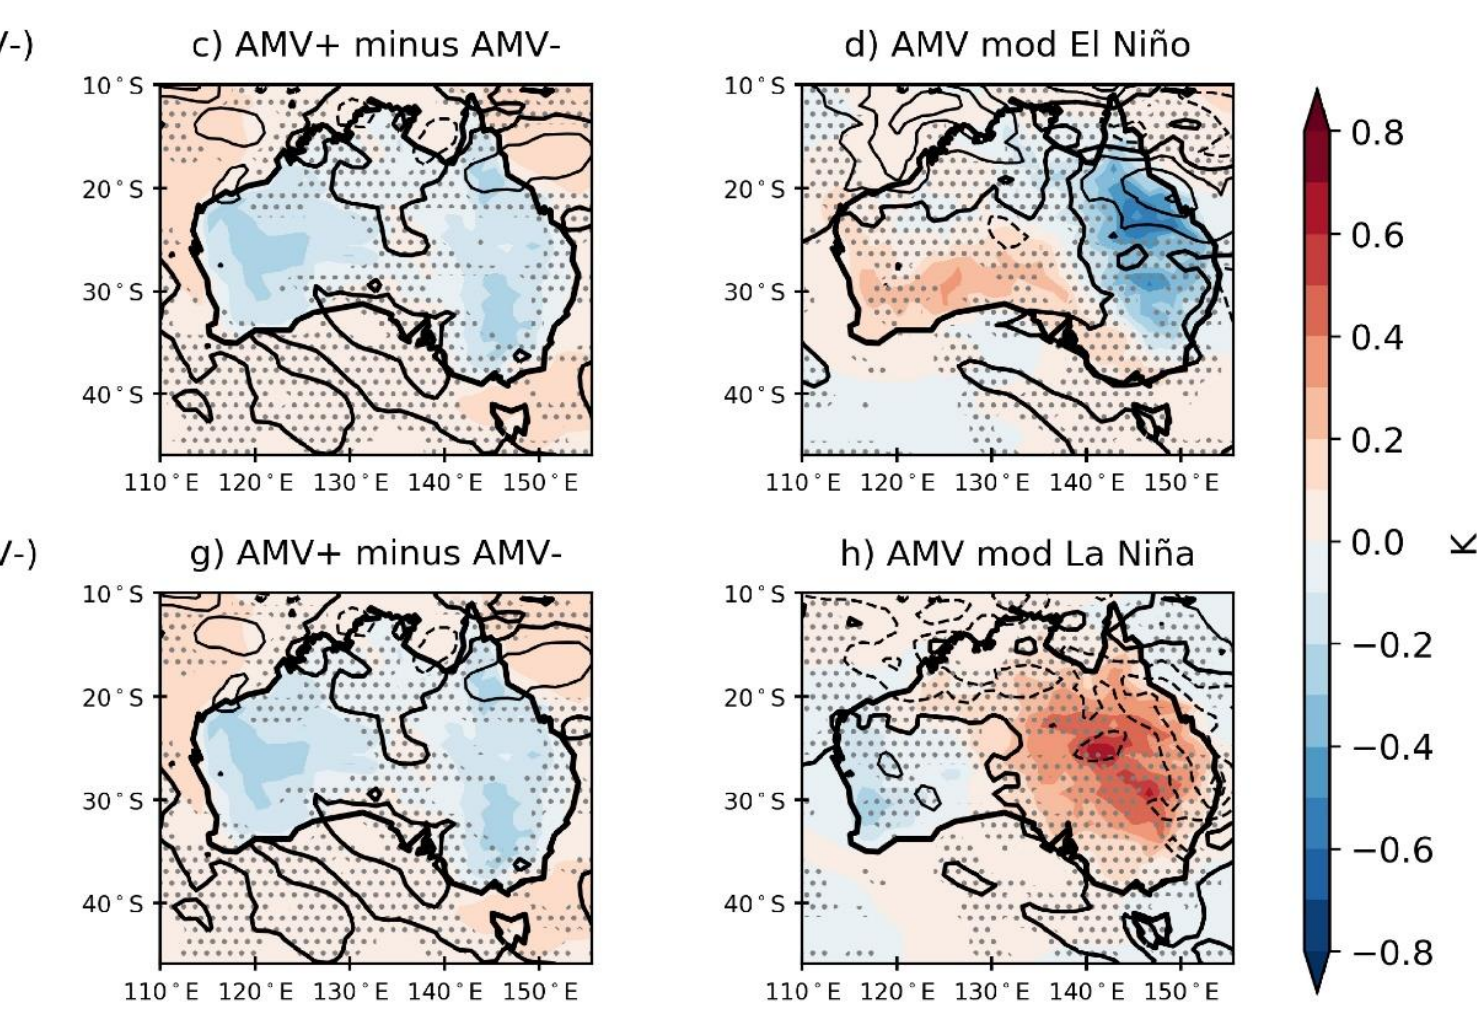 /-)
c) AMV+ minus AMV-
d) AMV mod El Niño
10°S
20°S
30°S
40°S
110°E 120°E 130°E 140°E 150°E
10°S
20°S
30°S
40°S
110°E 120°E 130°E 140°E 150°E
/-)
g) AMV+ minus AMV-
h) AMV mod La Niña
10°S
20°S
30°S
40°S
110°E 120°E 130°E 140°E 150°E
10°S
20°S
30°S
40°S
110°E 120°E 130°E 140°E 150°E
0.8
0.6
0.4
0.2
0.0
−0.2
−0.4
−0.6
−0.8
K